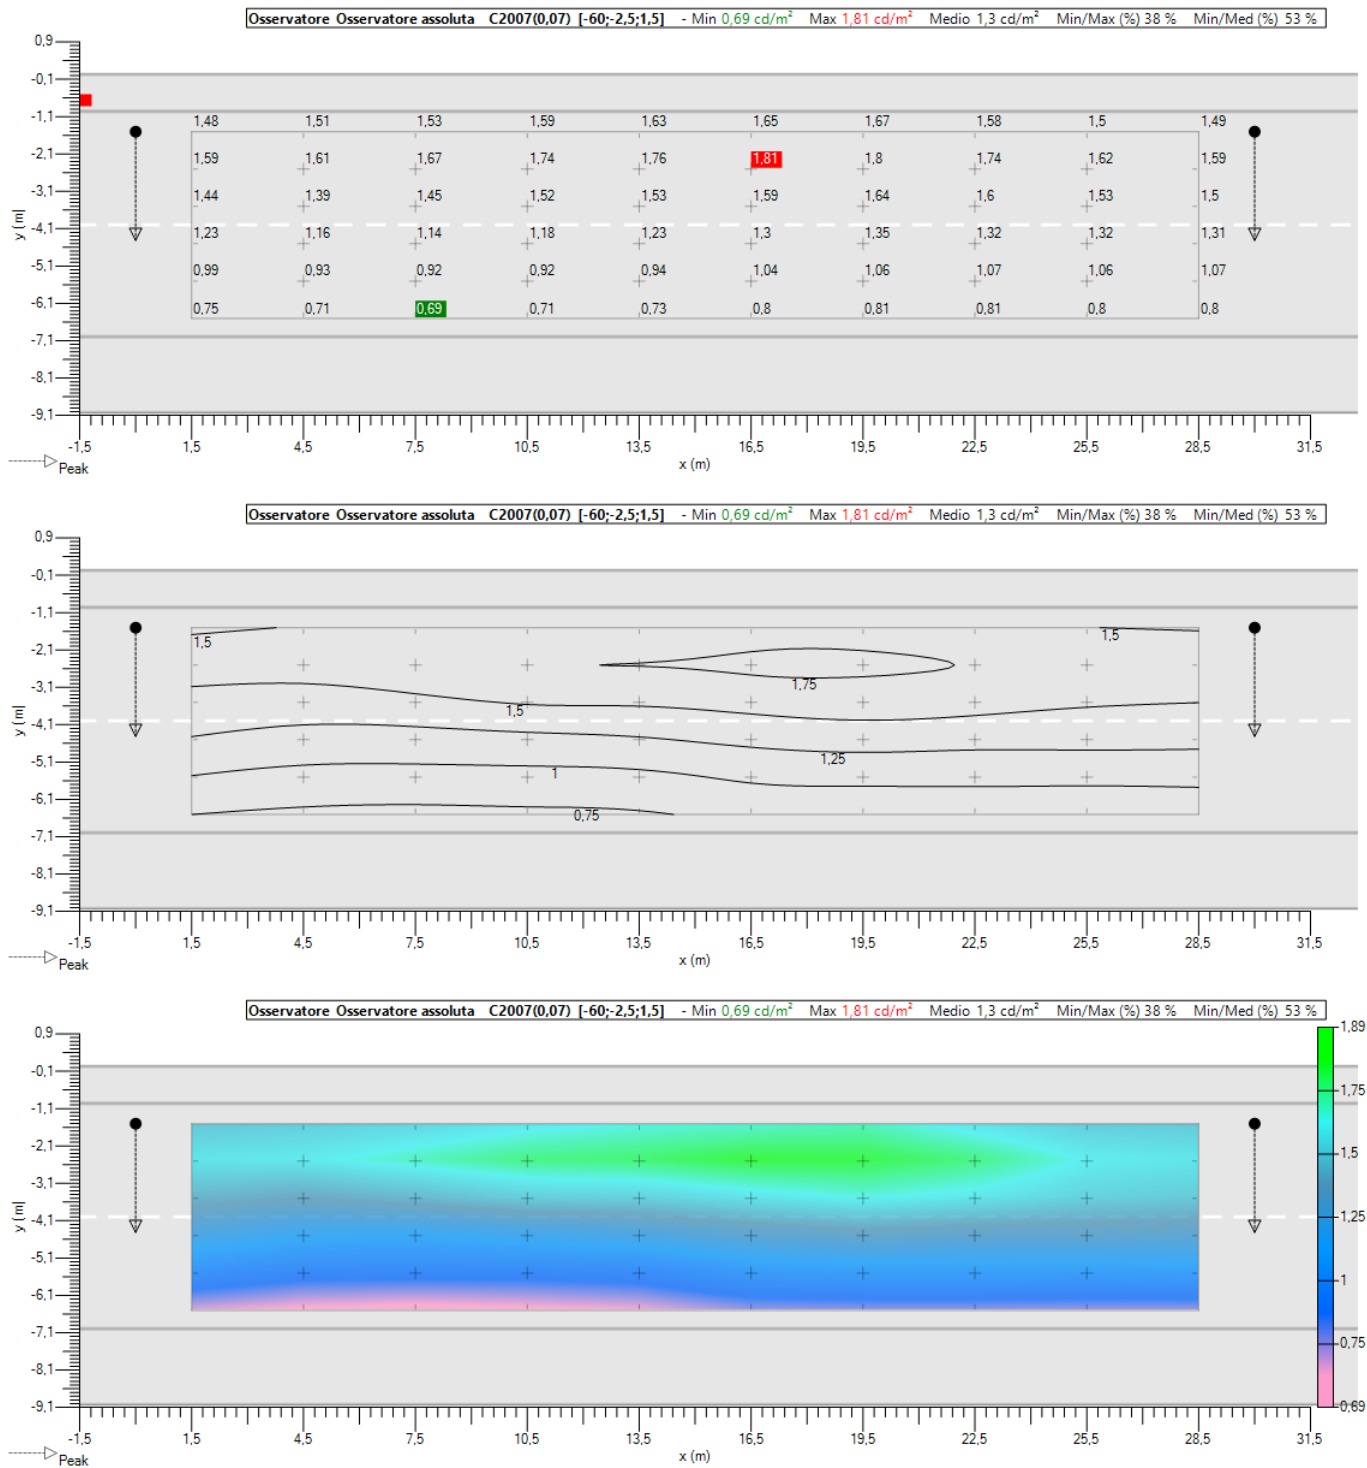 Osservatore Osservatore assoluta C2007(0,07) [-60;-2,5;1,5] - Min 0,69 cd/m² Max 1,81 cd/m² Medio 1,3 cd/m² Min/Max (%) 38 % Min/Med (%) 53 %
0,9
-0,1
-1,1
1,48 1,51 1,53 1,59 1,63 1,65 1,67 1,58 1,5 1,49
-2,1
1,59 1,61 1,67 1,74 1,76 1,81 1,8 1,74 1,62 1,59
-3,1
1,44 1,39 1,45 1,52 1,53 1,59 1,64 1,6 1,53 1,5
-4,1
1,23 1,16 1,14 1,18 1,23 1,3 1,35 1,32 1,32 1,31
-5,1
0,99 0,93 0,92 0,92 0,94 1,04 1,06 1,07 1,06 1,07
-6,1
0,75 0,71 0,69 0,71 0,73 0,8 0,81 0,81 0,8 0,8
-7,1
-8,1
-9,1
y (m)
-1,5 1,5 4,5 7,5 10,5 13,5 16,5 19,5 22,5 25,5 28,5 31,5
x (m)
Peak
Osservatore Osservatore assoluta C2007(0,07) [-60;-2,5;1,5] - Min 0,69 cd/m² Max 1,81 cd/m² Medio 1,3 cd/m² Min/Max (%) 38 % Min/Med (%) 53 %
0,9
-0,1
-1,1
1,5 1,5
-2,1
1,75
-3,1
1,5
-4,1
1,25
-5,1
1
-6,1
0,75
-7,1
-8,1
-9,1
y (m)
-1,5 1,5 4,5 7,5 10,5 13,5 16,5 19,5 22,5 25,5 28,5 31,5
x (m)
Peak
Osservatore Osservatore assoluta C2007(0,07) [-60;-2,5;1,5] - Min 0,69 cd/m² Max 1,81 cd/m² Medio 1,3 cd/m² Min/Max (%) 38 % Min/Med (%) 53 %
0,9
-0,1
-1,1
-2,1
-3,1
-4,1
-5,1
-6,1
-7,1
-8,1
-9,1
y (m)
1,89
1,75
1,5
1,25
1
0,75
0,69
-1,5 1,5 4,5 7,5 10,5 13,5 16,5 19,5 22,5 25,5 28,5 31,5
x (m)
Peak